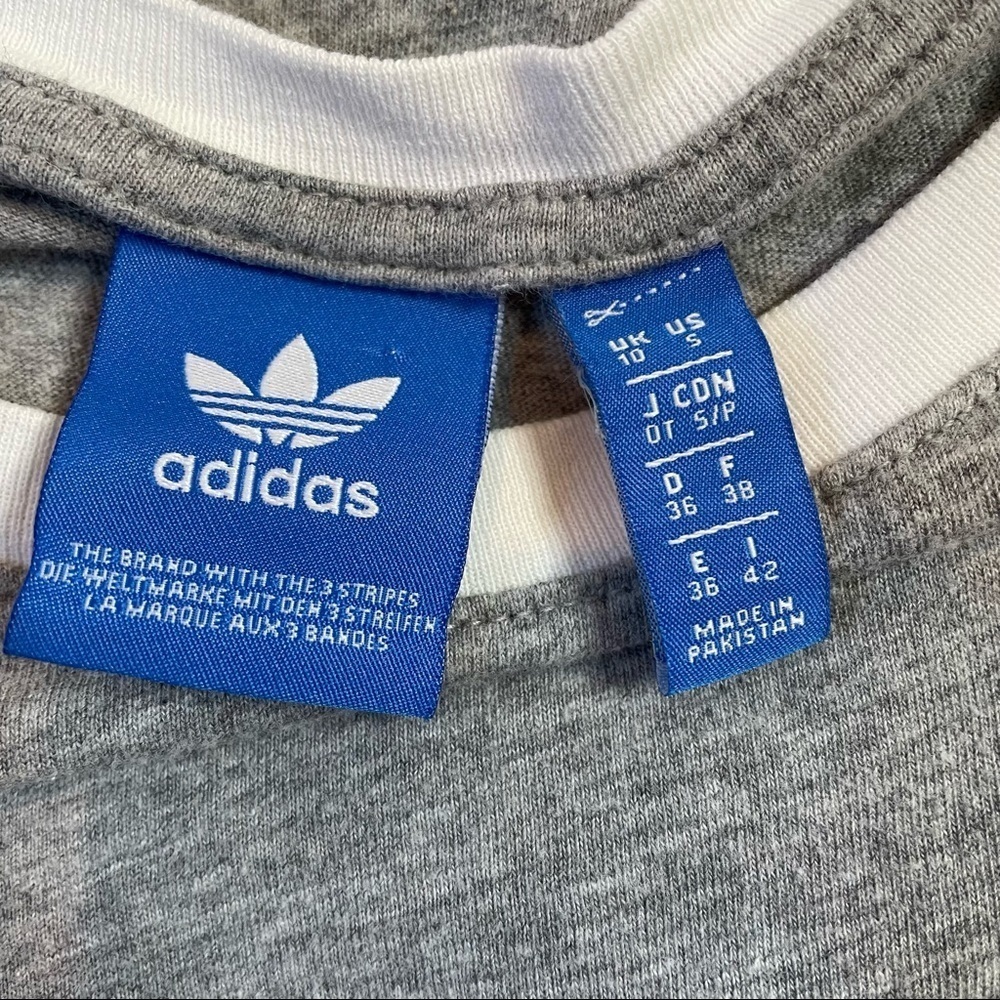 adidas
THE BRAND WITH THE 3 STRIPES
DIE WELTMARKE MIT DEN 3 STREIFEN
LA MARQUE AUX 3 BANDES
UK US
10 S
J CDN
OT S/P
D F
36 38
E I
36 42
MADE IN
PAKISTAN